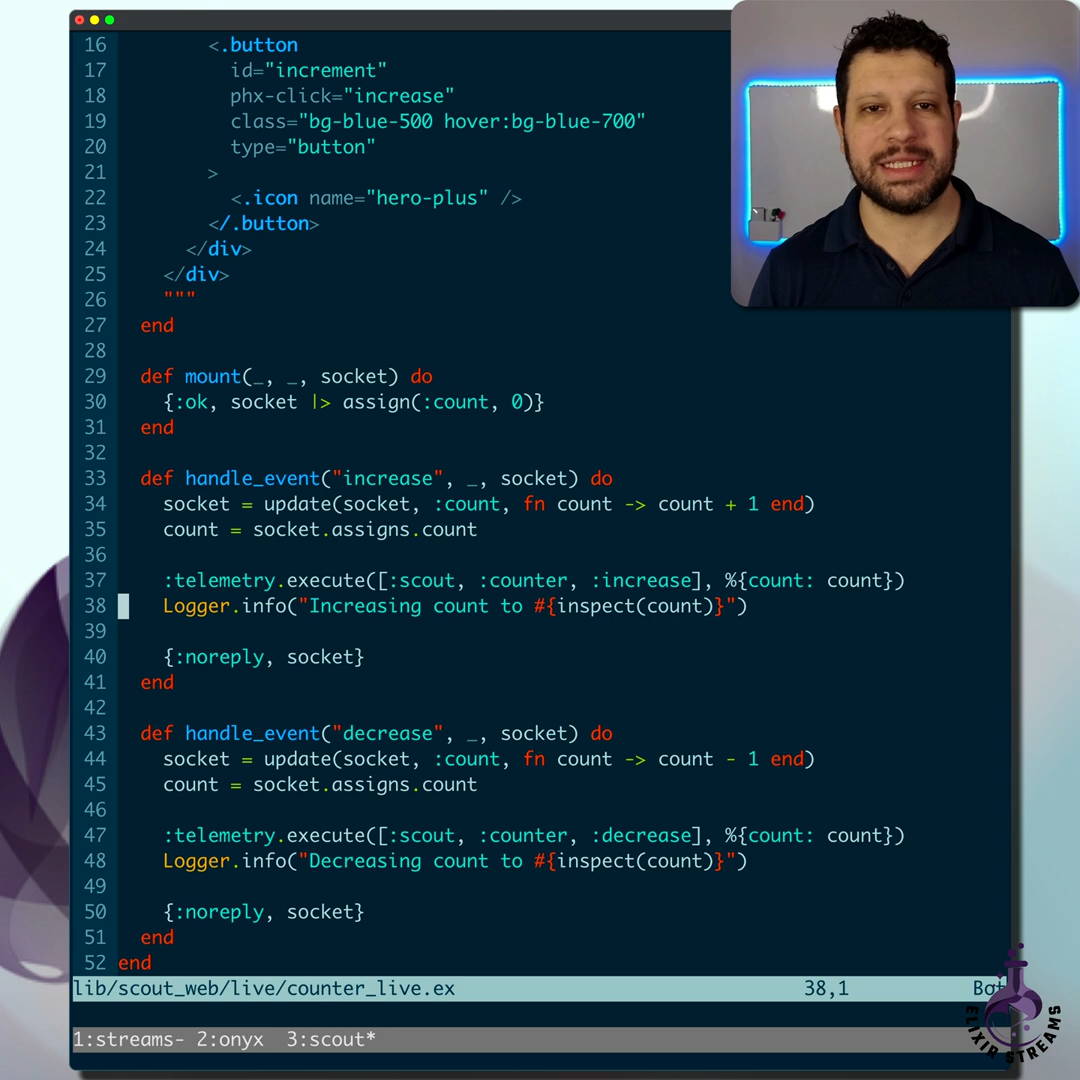 16 <.button
17 id="increment"
18 phx-click="increase"
19 class="bg-blue-500 hover:bg-blue-700"
20 type="button"
21 >
22 <.icon name="hero-plus" />
23 </.button>
24 </div>
25 </div>
26 """
27 end
28
29 def mount(_, _, socket) do
30 {:ok, socket |> assign(:count, 0)}
31 end
32
33 def handle_event("increase", _, socket) do
34 socket = update(socket, :count, fn count -> count + 1 end)
35 count = socket.assigns.count
36
37 :telemetry.execute([:scout, :counter, :increase], %{count: count})
38 Logger.info("Increasing count to #{inspect(count)}")
39
40 {:noreply, socket}
41 end
42
43 def handle_event("decrease", _, socket) do
44 socket = update(socket, :count, fn count -> count - 1 end)
45 count = socket.assigns.count
46
47 :telemetry.execute([:scout, :counter, :decrease], %{count: count})
48 Logger.info("Decreasing count to #{inspect(count)}")
49
50 {:noreply, socket}
51 end
52 end
lib/scout_web/live/counter_live.ex 38,1
1:streams- 2:onyx 3:scout*
ELIXIR STREAMS